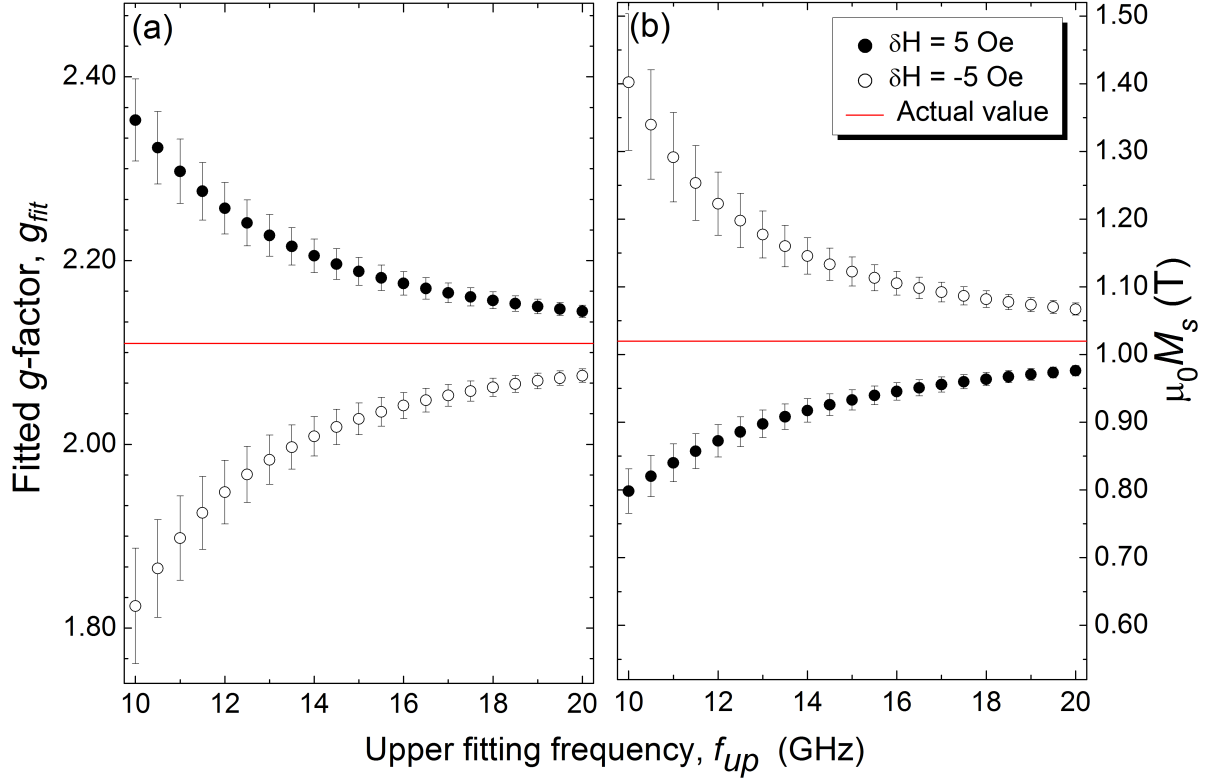 (a)
2.40
2.20
2.00
1.80
Fitted g-factor, gfit
10 12 14 16 18 20
(b)
δH = 5 Oe
δH = -5 Oe
Actual value
1.50
1.40
1.30
1.20
1.10
1.00
0.90
0.80
0.70
0.60
μ0Ms (T)
10 12 14 16 18 20
Upper fitting frequency, fup (GHz)